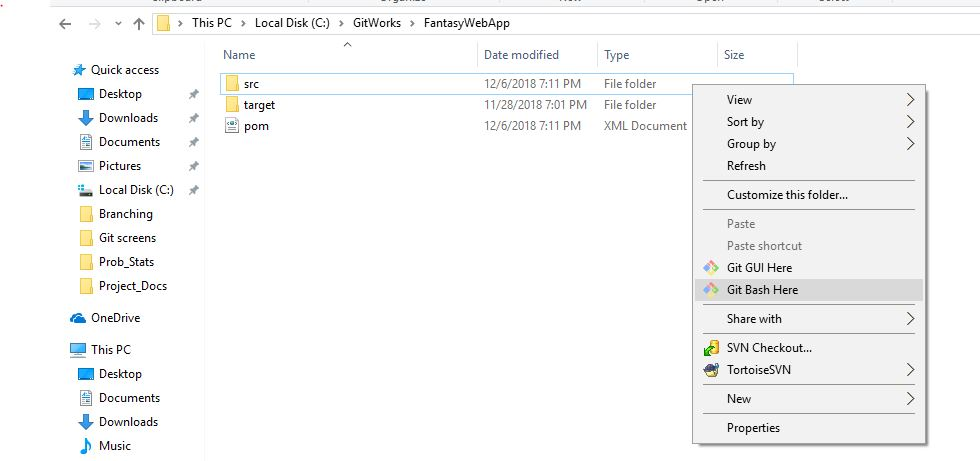 This PC > Local Disk (C:) > GitWorks > FantasyWebApp
Name Date modified Type Size
Quick access
Desktop
Downloads
Documents
Pictures
Local Disk (C:)
Branching
Git screens
Prob_Stats
Project_Docs
OneDrive
This PC
Desktop
Documents
Downloads
Music
src 12/6/2018 7:11 PM File folder
target 11/28/2018 7:01 PM File folder
pom 12/6/2018 7:11 PM XML Document
View
Sort by
Group by
Refresh
Customize this folder...
Paste
Paste shortcut
Git GUI Here
Git Bash Here
Share with
SVN Checkout...
TortoiseSVN
New
Properties